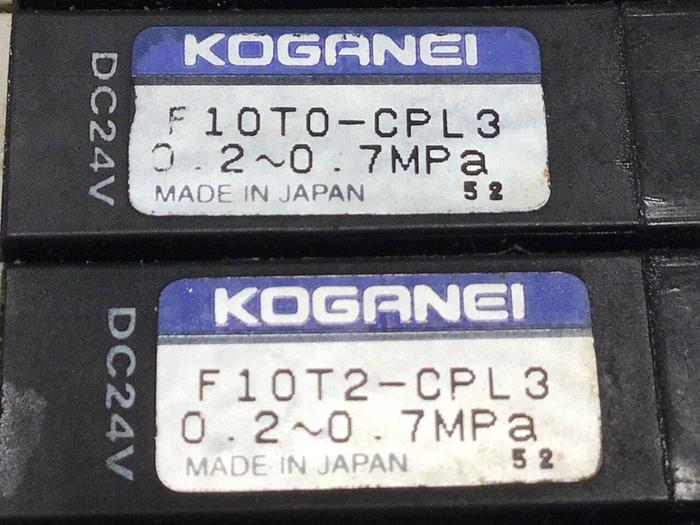 DC24V
KOGANEI
F10T0-CPL3
0.2~0.7MPa
MADE IN JAPAN 52
DC24V
KOGANEI
F10T2-CPL3
0.2~0.7MPa
MADE IN JAPAN 52